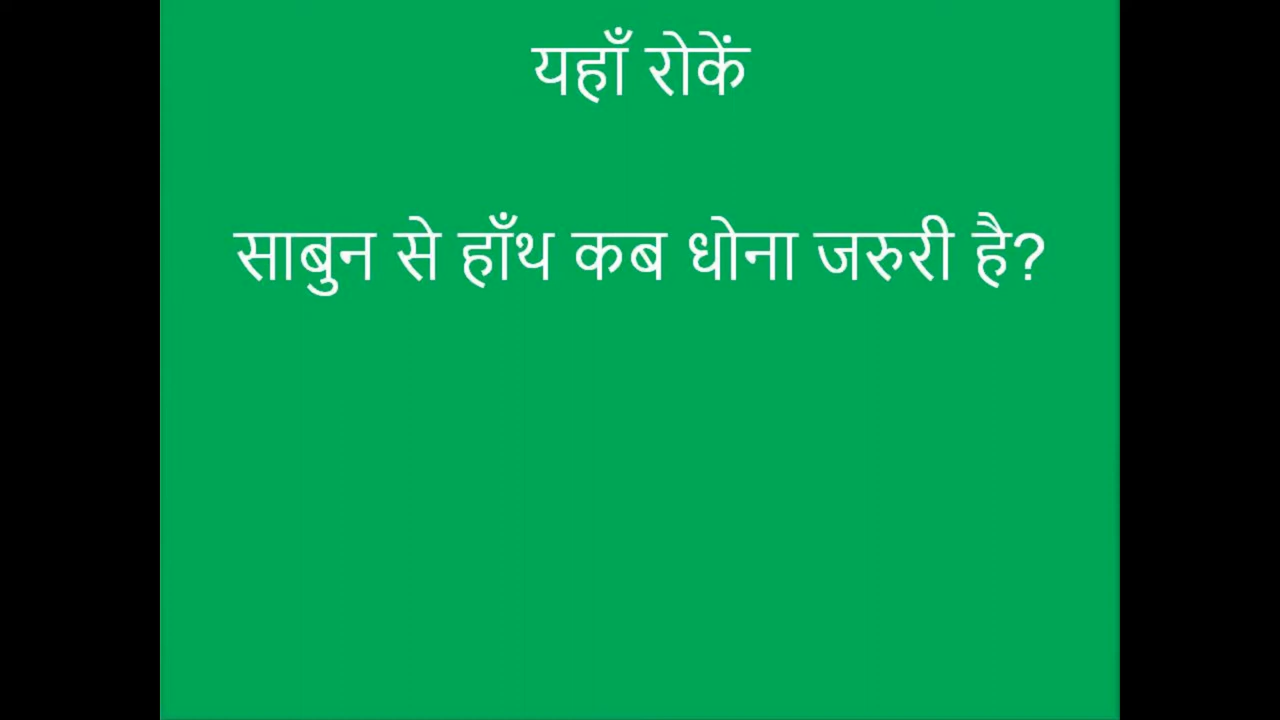 यहाँ रोकें
साबुन से हाँथ कब धोना जरुरी है?